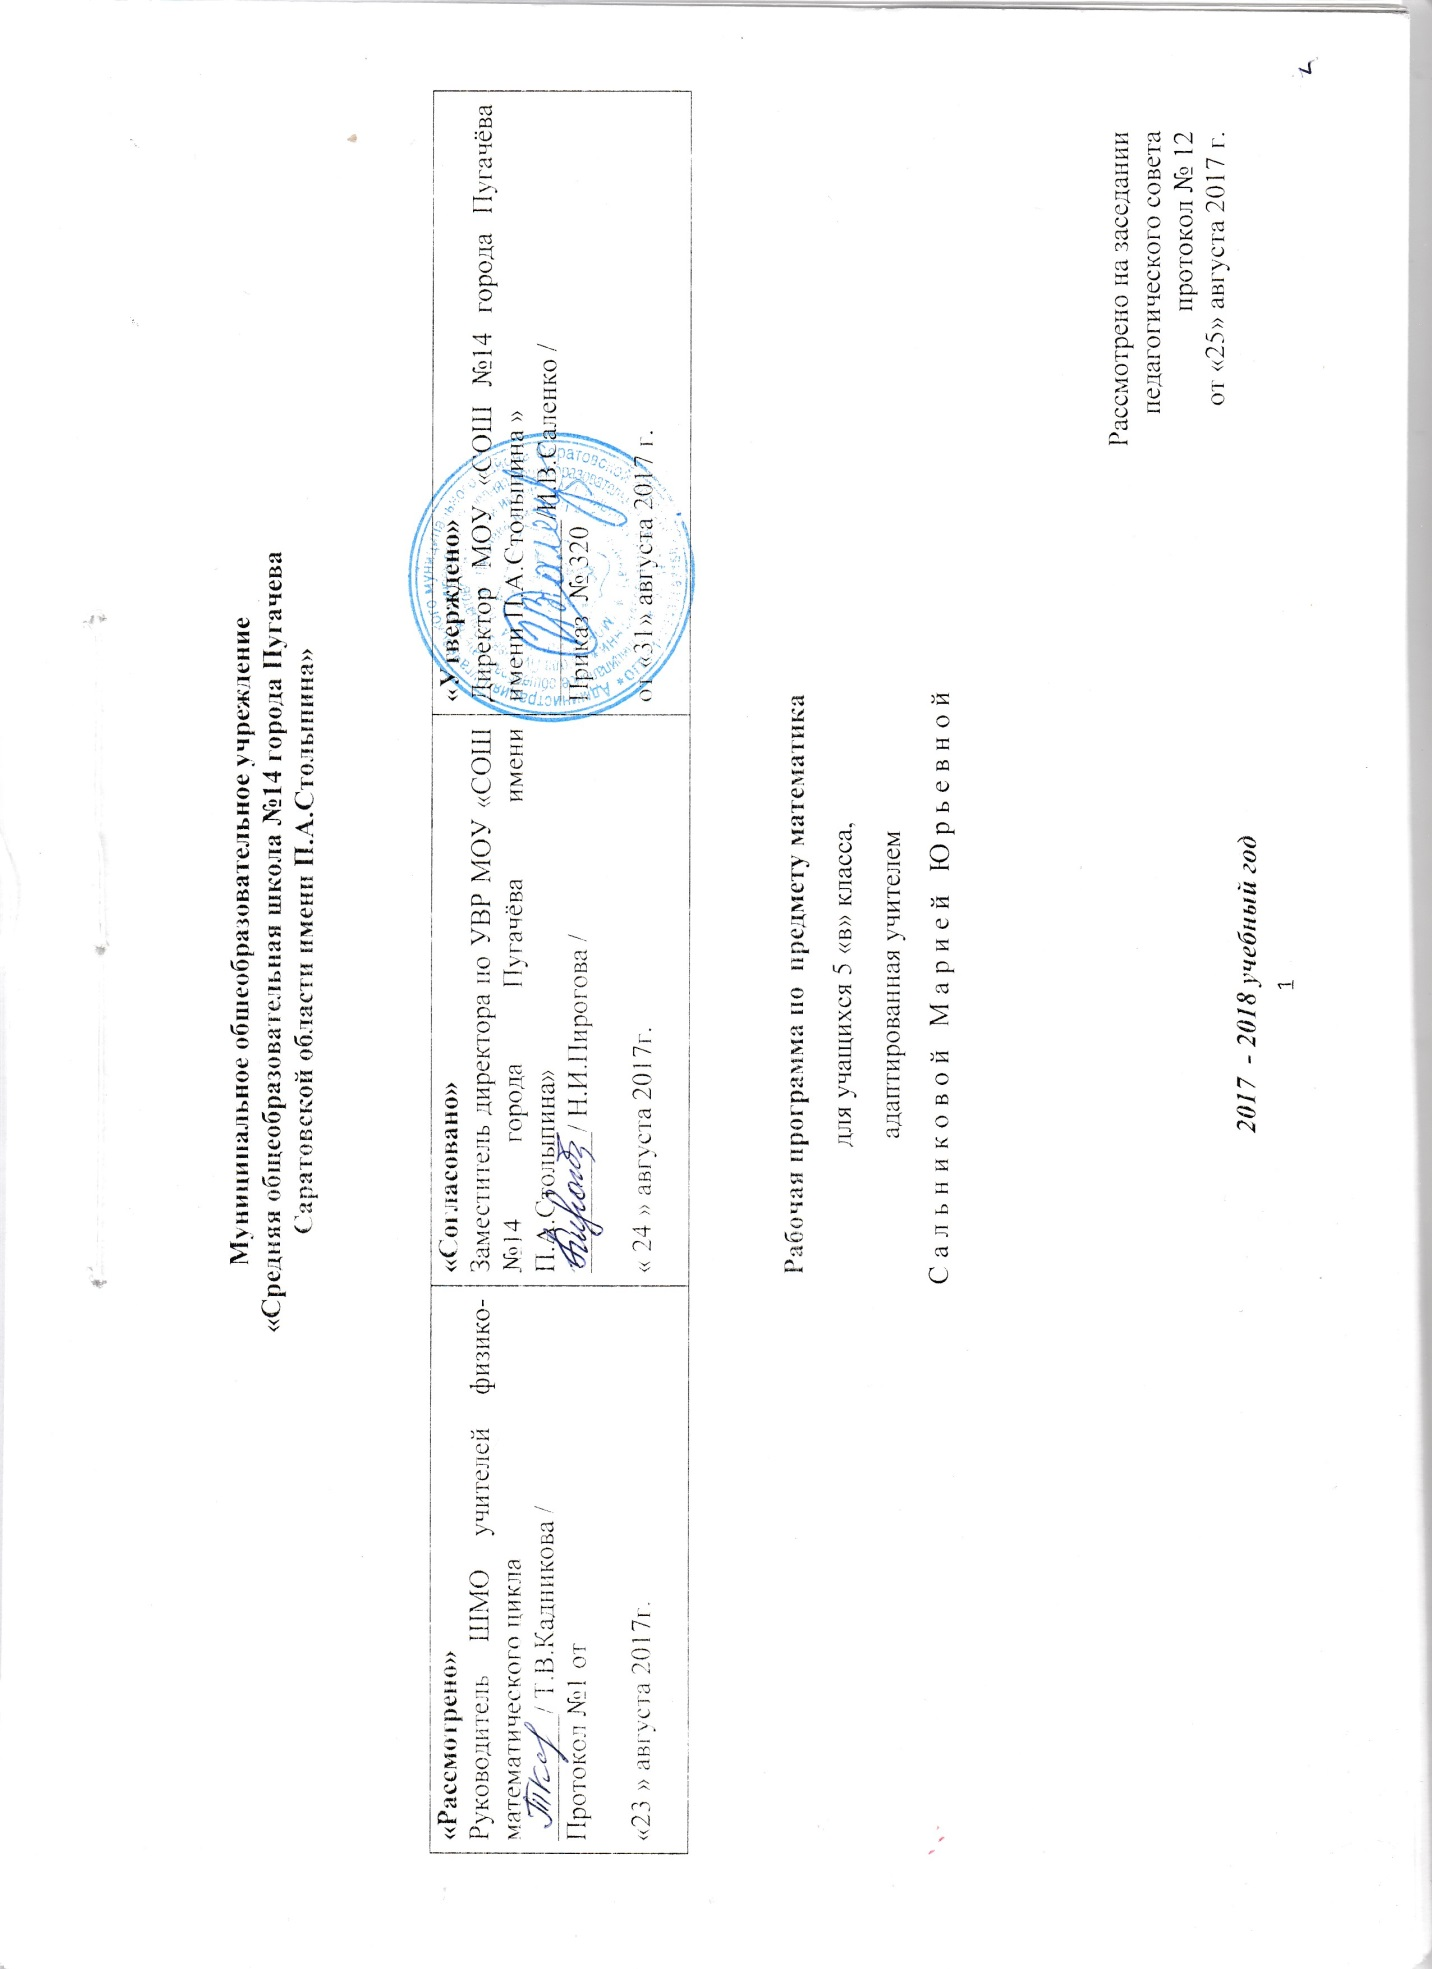 Муниципальное общеобразовательное учреждение
«Средняя общеобразовательная школа №14 города Пугачева
Саратовской области имени П.А.Столыпина»
«Рассмотрено»
Руководитель ШМО учителей физико-
математического цикла
/ Т.В.Кадникова /
Протокол №1 от
«23 » августа 2017г.
«Согласовано»
Заместитель директора по УВР МОУ «СОШ
№14 города Пугачёва имени
П.А.Столыпина»
/ Н.И.Пирогова /
« 24 » августа 2017г.
«Утверждено»
Директор МОУ «СОШ №14 города Пугачёва
имени П.А.Столыпина »
/И.В.Саленко /
Приказ № 320
от «31» августа 2017 г.
Рабочая программа по предмету математика
для учащихся 5 «в» класса,
адаптированная учителем
Сальниковой Марией Юрьевной
Рассмотрено на заседании
педагогического совета
протокол № 12
от «25» августа 2017 г.
2017 - 2018 учебный год
1